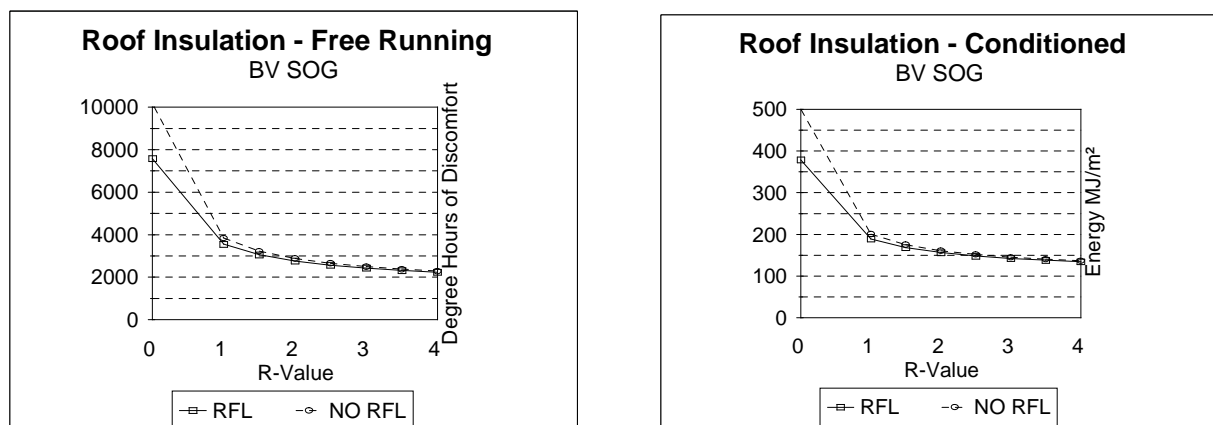 Roof Insulation - Free Running
BV SOG
10000
8000
6000
4000
2000
0
0 1 2 3 4
R-Value
Degree Hours of Discomfort
RFL NO RFL
Roof Insulation - Conditioned
BV SOG
500
400
300
200
100
0
0 1 2 3 4
R-Value
Energy MJ/m²
RFL NO RFL